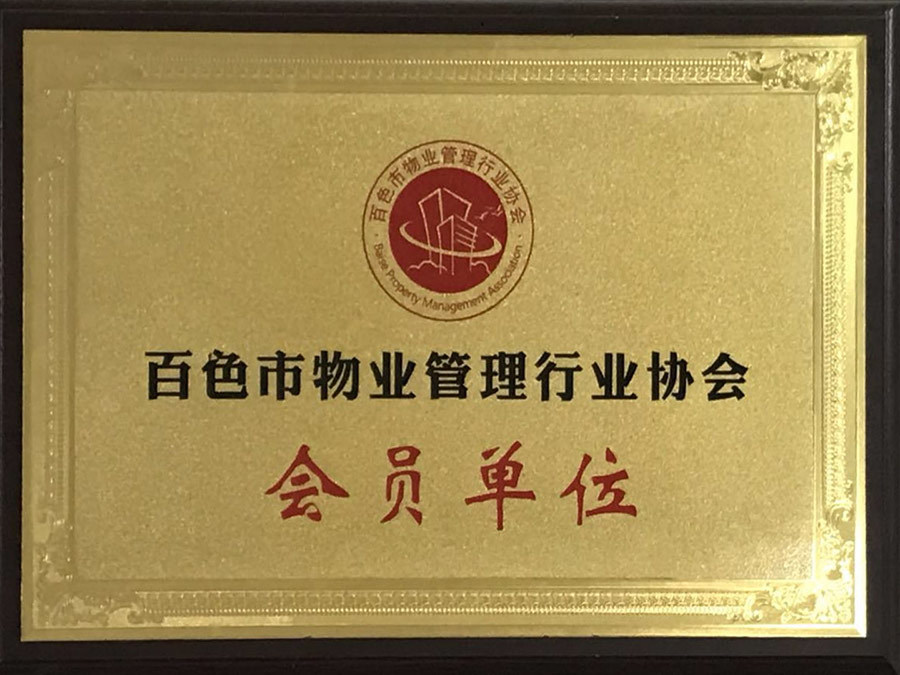 百色市物业管理行业协会
Baise Property Management Association
百色市物业管理行业协会
会员单位